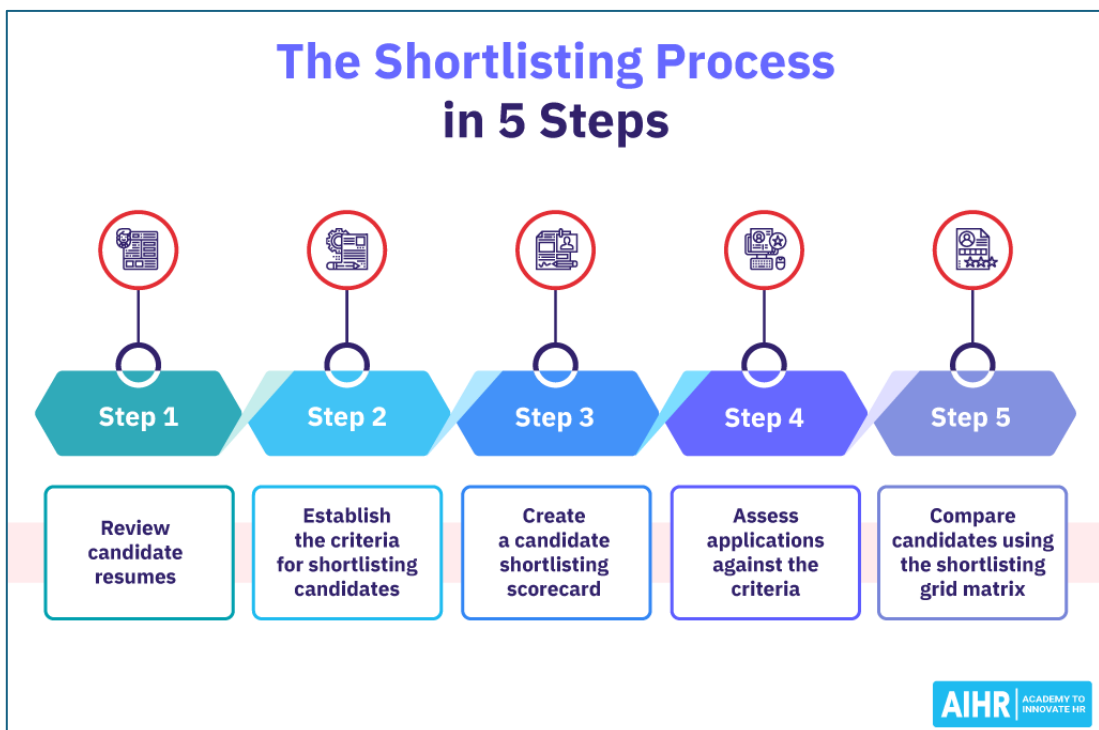 The Shortlisting Process
in 5 Steps
Step 1
Step 2
Step 3
Step 4
Step 5
Review
candidate
resumes
Establish
the criteria
for shortlisting
candidates
Create
a candidate
shortlisting
scorecard
Assess
applications
against the
criteria
Compare
candidates using
the shortlisting
grid matrix
AIHR
ACADEMY TO
INNOVATE HR